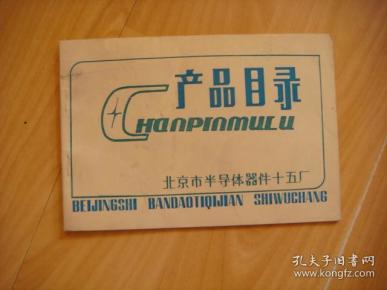 产品目录
CHANPINMULU
北京市半导体器件十五厂
BEIJINGSHI BANDAOTIQIJIAN SHIWUCHANG
孔夫子旧书网
www.kongfz.com